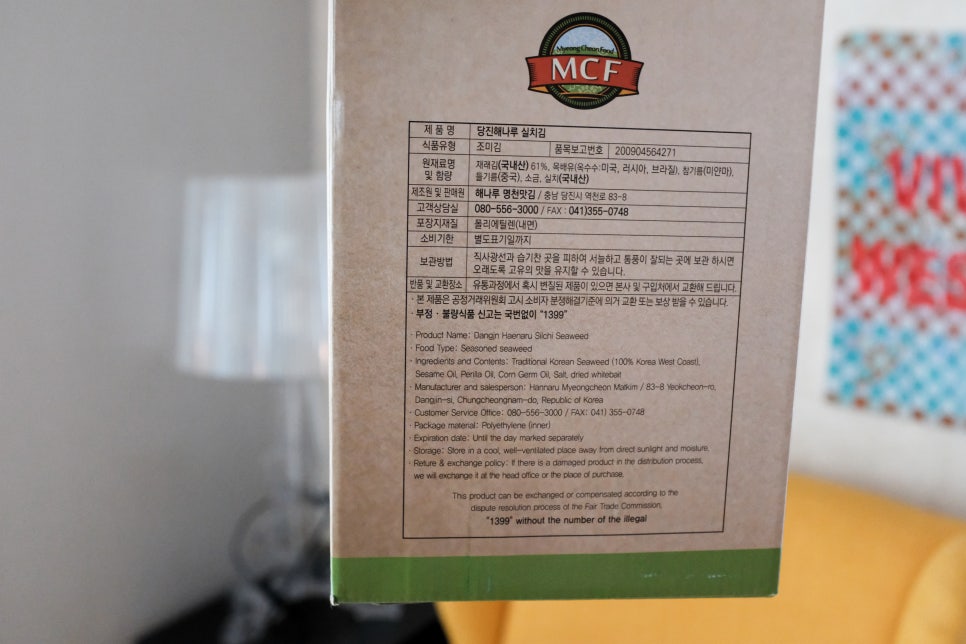 Myeong Cheon Food
MCF
제 품 명 당진해나루 실치김
식품유형 조미김 품목보고번호 200904564271
원재료명 및 함량 재래김(국내산) 61%, 옥배유(옥수수:미국, 러시아, 브라질), 참기름(미얀마),
들기름(중국), 소금, 실치(국내산)
제조원 및 판매원 해나루 명천맛김 / 충남 당진시 역천로 83-8
고객상담실 080-556-3000 / FAX : 041)355-0748
포장지재질 폴리에틸렌(내면)
소비기한 별도표기일까지
보관방법 직사광선과 습기찬 곳을 피하여 서늘하고 통풍이 잘되는 곳에 보관 하시면
오래도록 고유의 맛을 유지할 수 있습니다.
반품 및 교환장소 유통과정에서 혹시 변질된 제품이 있으면 본사 및 구입처에서 교환해 드립니다.
· 본 제품은 공정거래위원회 고시 소비자 분쟁해결기준에 의거 교환 또는 보상 받을 수 있습니다.
· 부정 · 불량식품 신고는 국번없이 "1399"
· Product Name: Dangjin Haenaru Silchi Seaweed
· Food Type: Seasoned seaweed
· Ingredients and Contents: Traditional Korean Seaweed (100% Korea West Coast),
Sesame Oil, Perilla Oil, Corn Germ Oil, Salt, dried whitebait
· Manufacturer and salesperson: Hannaru Myeongcheon Matkim / 83-8 Yeokcheon-ro,
Dangjin-si, Chungcheongnam-do, Republic of Korea
· Customer Service Office: 080-556-3000 / FAX: 041) 355-0748
· Package material: Polyethylene (inner)
· Expiration date: Until the day marked separately
· Storage: Store in a cool, well-ventilated place away from direct sunlight and moisture.
· Reture & exchange policy: If there is a damaged product in the distribution process,
we will exchange it at the head office or the place of purchase.
This product can be exchanged or compensated according to the
dispute resolution process of the Fair Trade Commission.
"1399" without the number of the illegal